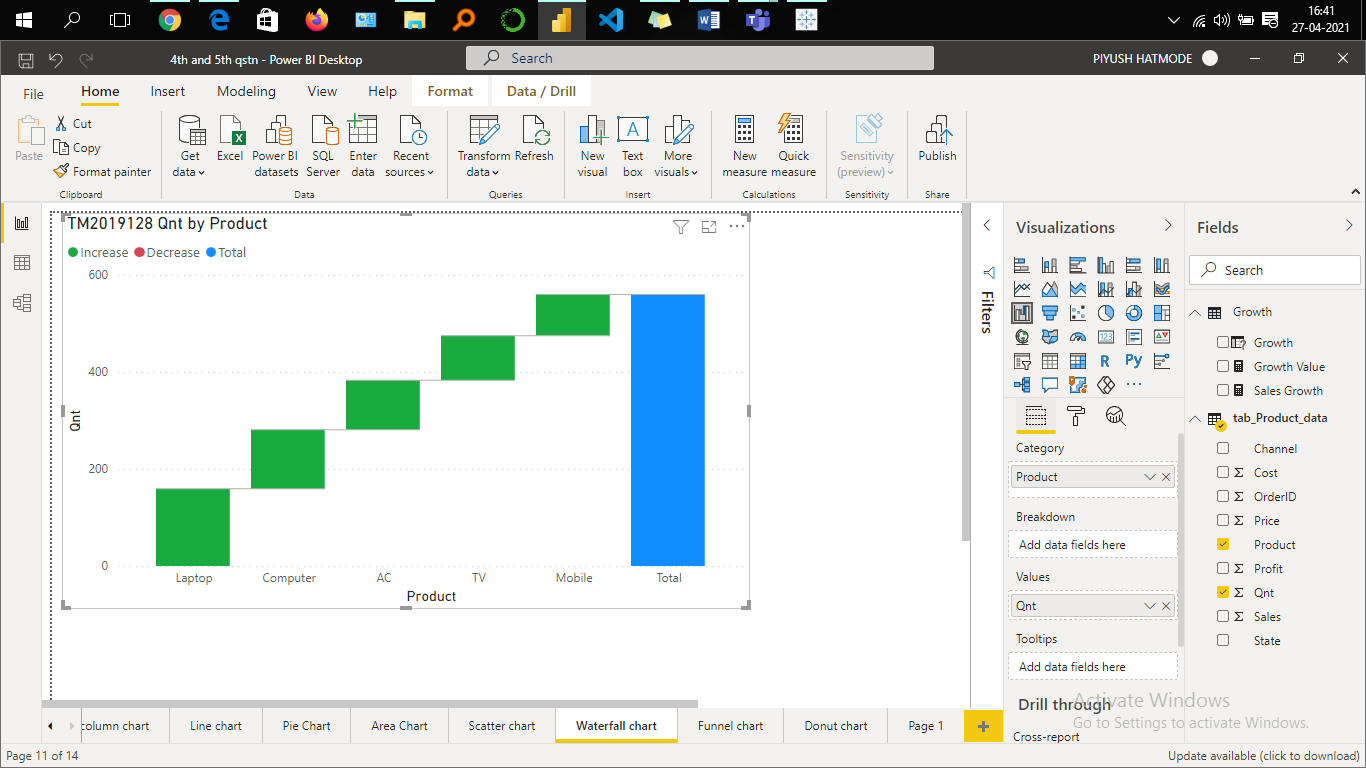 16:41
27-04-2021
4th and 5th qstn - Power BI Desktop
Search
PIYUSH HATMODE
File
Home
Insert
Modeling
View
Help
Format
Data / Drill
Paste
Cut
Copy
Format painter
Clipboard
Get data
Excel
Power BI datasets
SQL Server
Enter data
Recent sources
Data
Transform data
Refresh
Queries
New visual
Text box
More visuals
Insert
New measure
Quick measure
Calculations
Sensitivity (preview)
Sensitivity
Publish
Share
TM2019128 Qnt by Product
Increase Decrease Total
600
400
200
0
Qnt
Laptop Computer AC TV Mobile Total
Product
Filters
Visualizations
Category
Product
Breakdown
Add data fields here
Values
Qnt
Tooltips
Add data fields here
Drill through
Cross-report
Fields
Search
Growth
Growth
Growth Value
Sales Growth
tab_Product_data
Channel
Cost
OrderID
Price
Product
Profit
Qnt
Sales
State
Activate Windows
Go to Settings to activate Windows.
column chart
Line chart
Pie Chart
Area Chart
Scatter chart
Waterfall chart
Funnel chart
Donut chart
Page 1
Page 11 of 14
Update available (click to download)